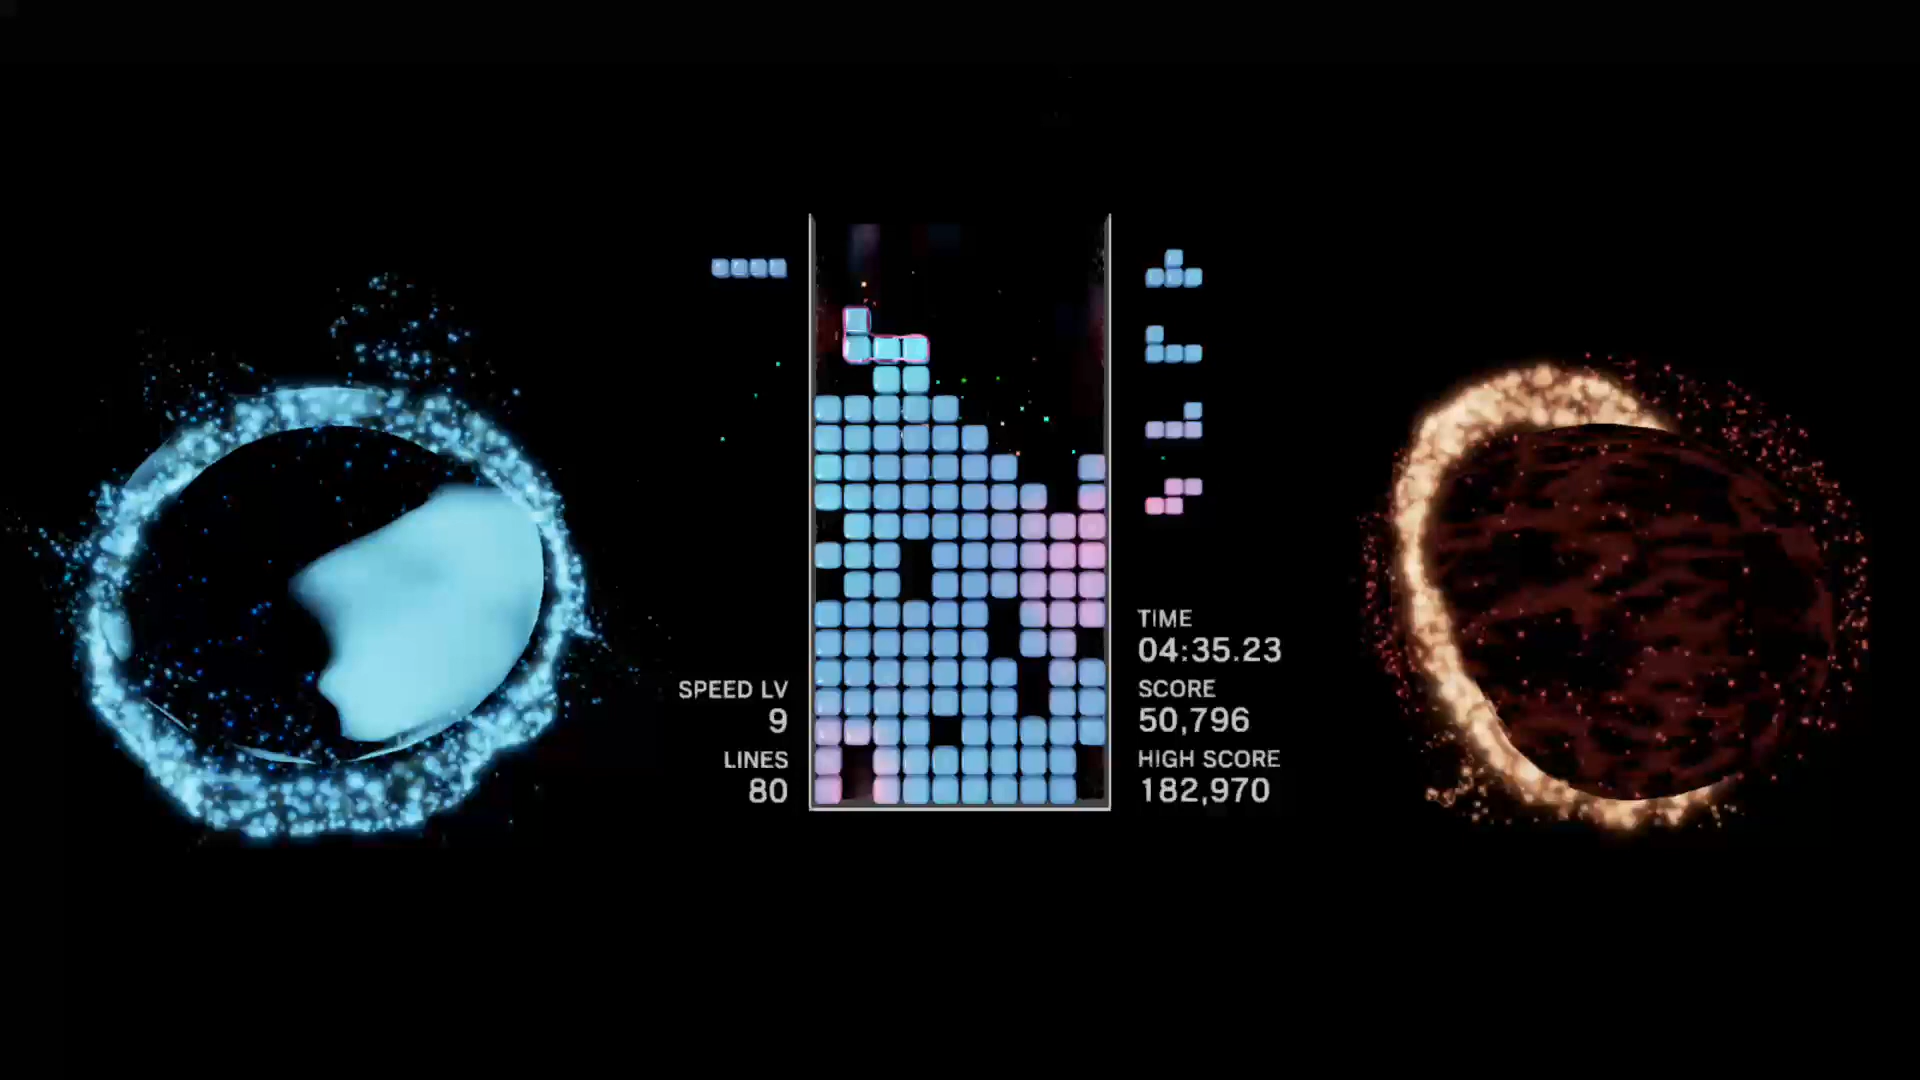 SPEED LV
9
LINES
80
TIME
04:35.23
SCORE
50,796
HIGH SCORE
182,970